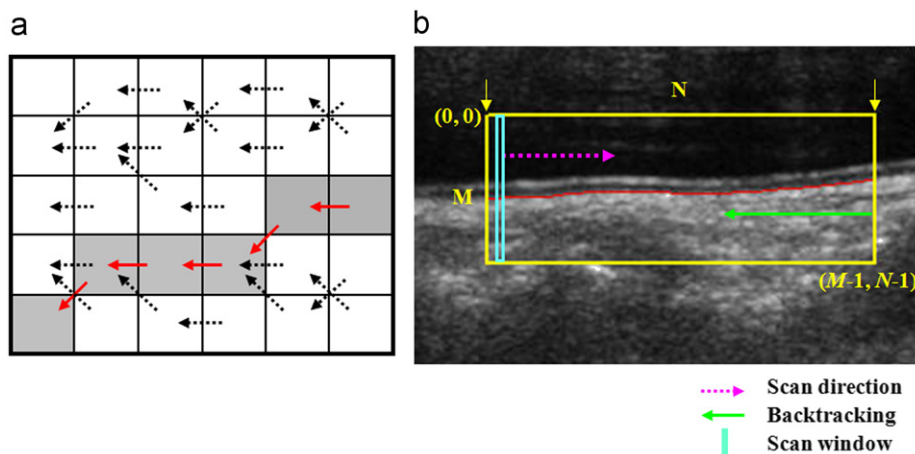 a
b
N
(0, 0)
M
(M-1, N-1)
Scan direction
Backtracking
Scan window